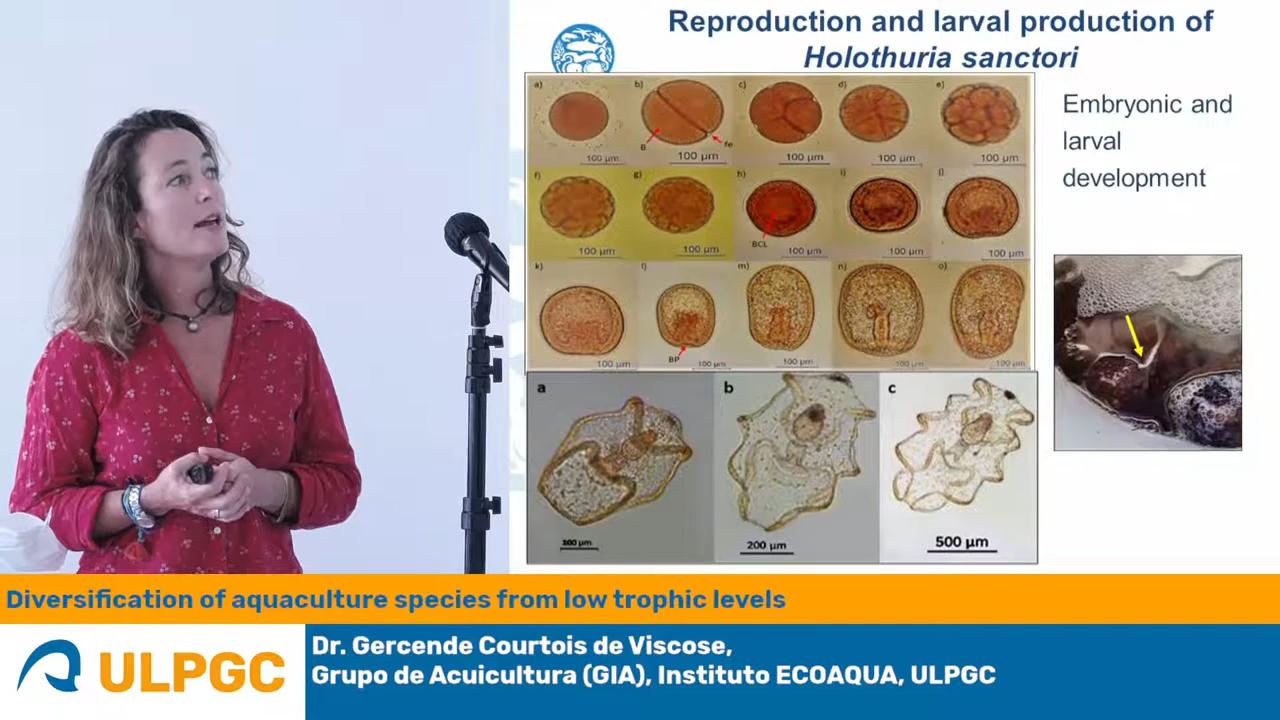 Reproduction and larval production of
Holothuria sanctori
Embryonic and
larval
development
a)
b)
c)
d)
e)
B
fe
100 µm
100 µm
100 µm
100 µm
100 µm
f)
g)
h)
i)
j)
BCL
100 µm
100 µm
100 µm
100 µm
100 µm
k)
l)
m)
n)
o)
BP
100 µm
100 µm
100 µm
100 µm
100 µm
a
b
c
100 µm
200 µm
500 µm
Diversification of aquaculture species from low trophic levels
ULPGC
Dr. Gercende Courtois de Viscose,
Grupo de Acuicultura (GIA), Instituto ECOAQUA, ULPGC